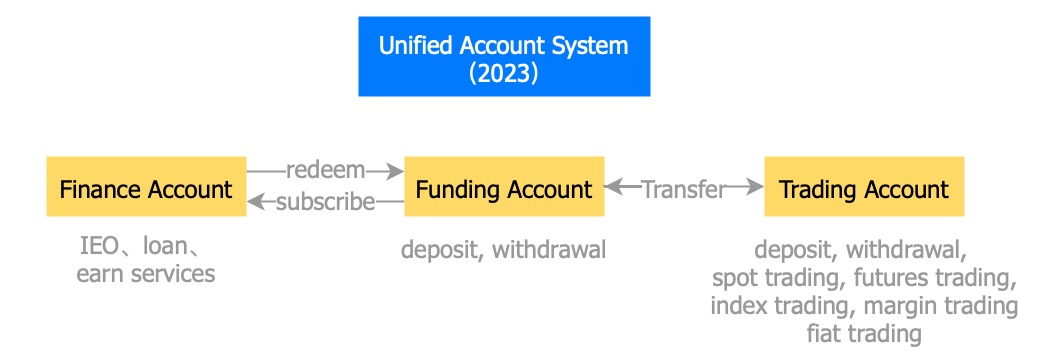 Unified Account System
(2023)
redeem
Finance Account
Funding Account
Transfer
Trading Account
subscribe
IEO、loan、
earn services
deposit, withdrawal
deposit, withdrawal,
spot trading, futures trading,
index trading, margin trading
fiat trading